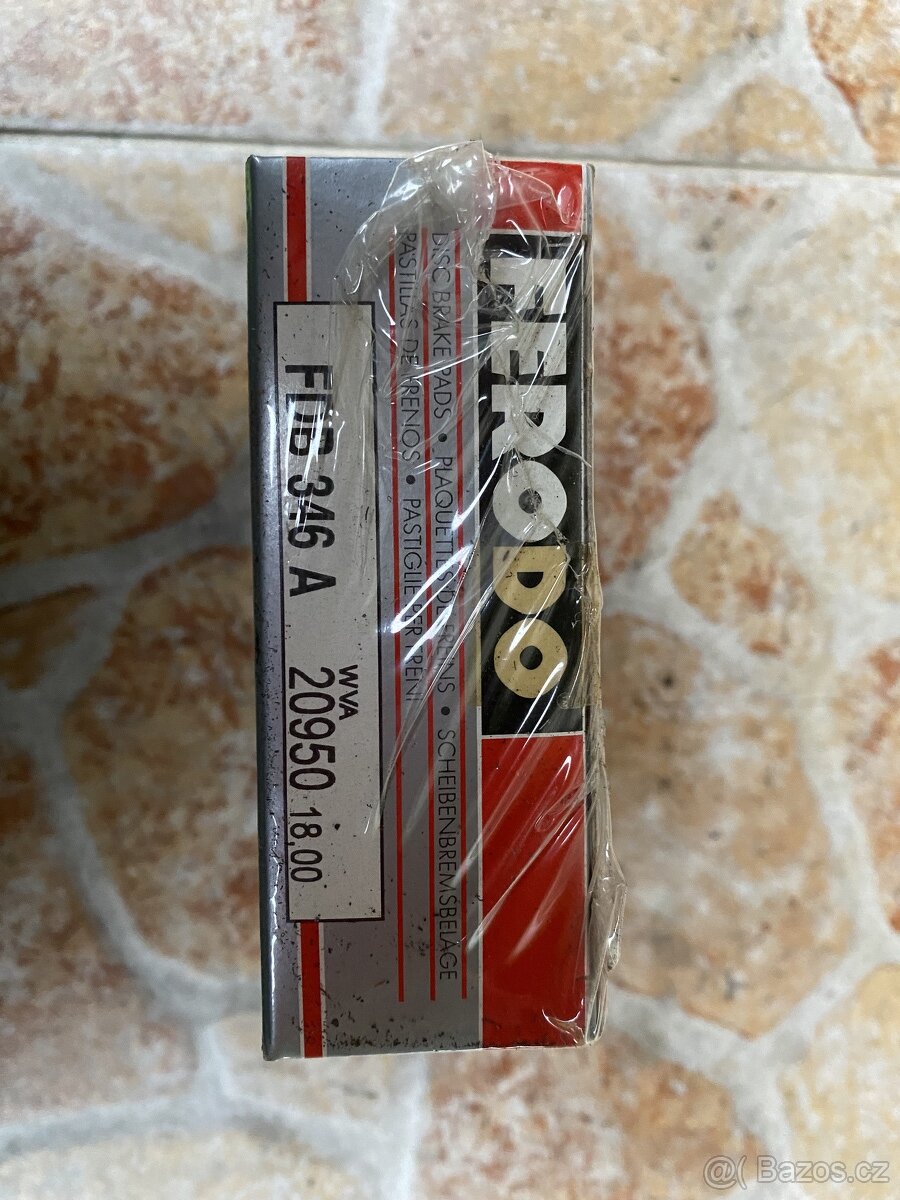 FERODO
DISC BRAKE PADS • PLAQUETTES DE FREINS • SCHEIBENBREMSBELAGE
PASTILLAS DE FRENOS • PASTIGLIE PER FRENI
FDB 346 A WVA 20950 18,00
@( Bazos.cz